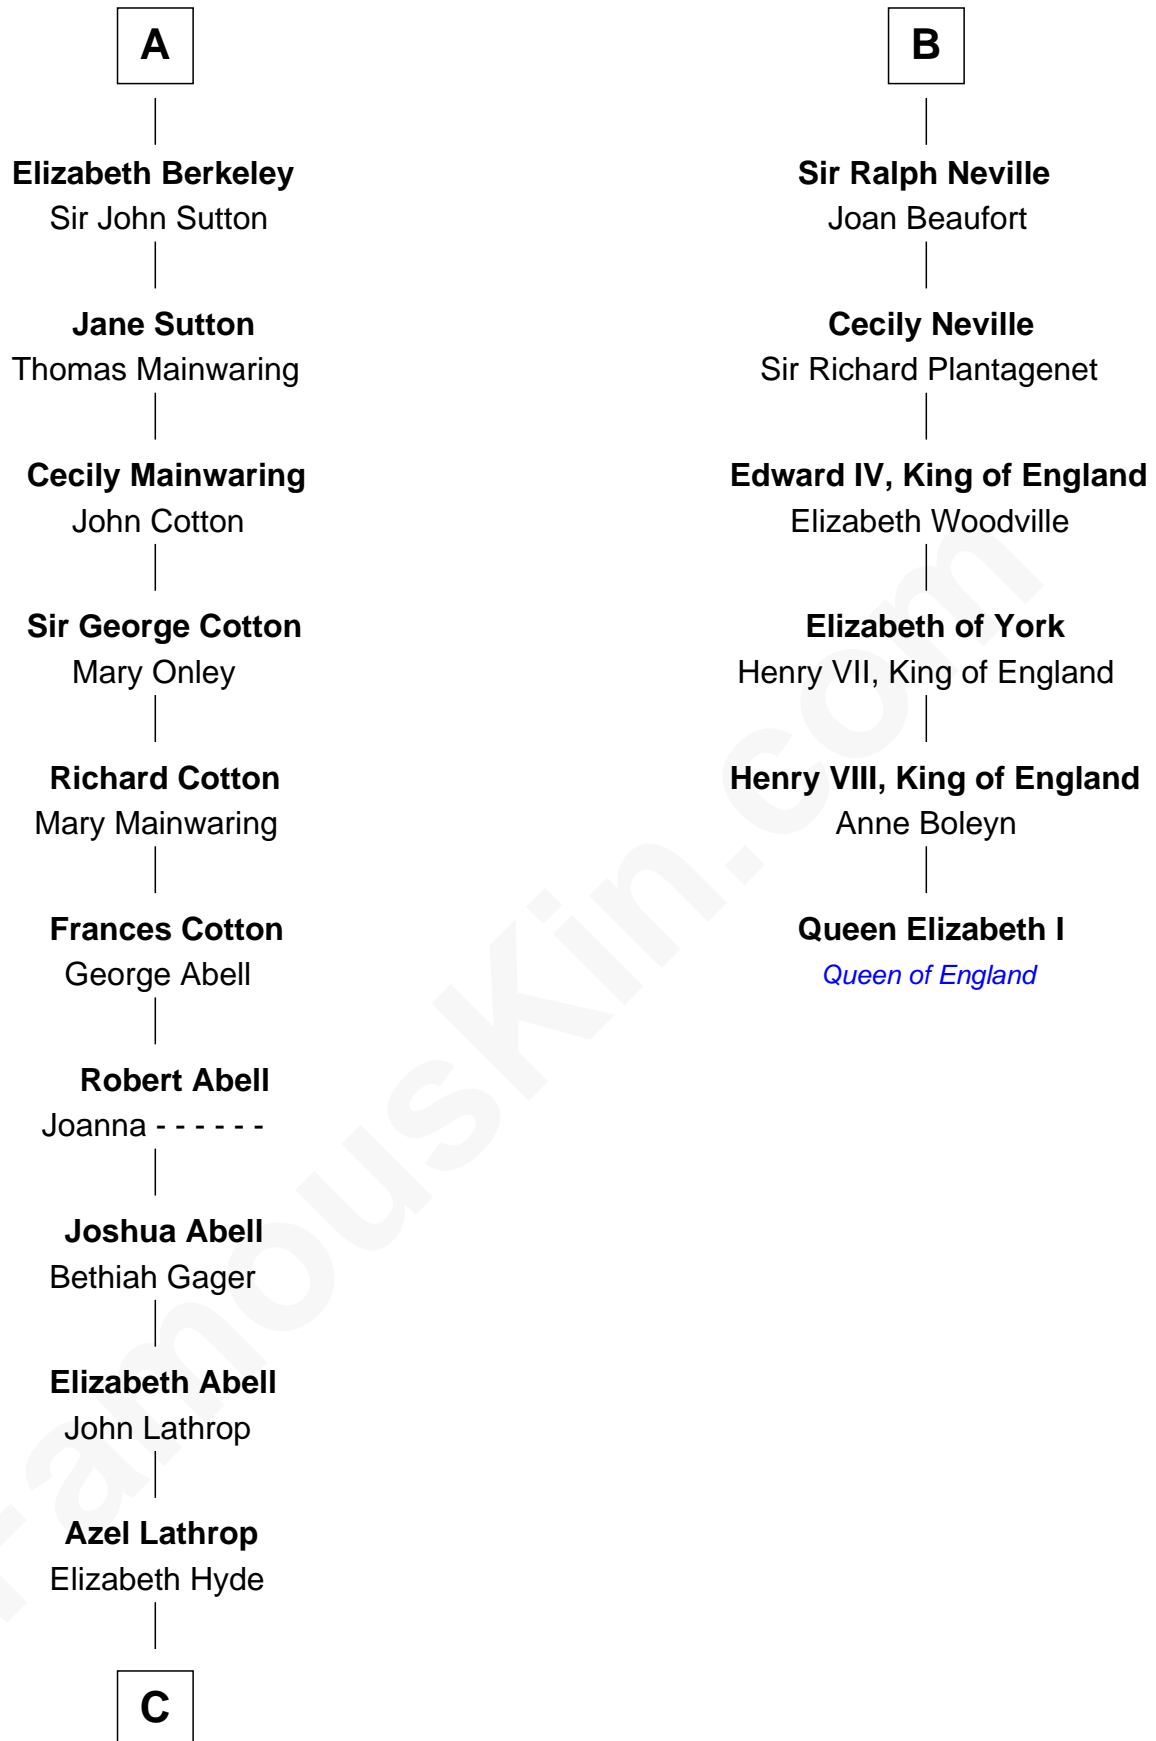 A
Elizabeth Berkeley
Sir John Sutton
Jane Sutton
Thomas Mainwaring
Cecily Mainwaring
John Cotton
Sir George Cotton
Mary Onley
Richard Cotton
Mary Mainwaring
Frances Cotton
George Abell
Robert Abell
Joanna - - - - - -
Joshua Abell
Bethiah Gager
Elizabeth Abell
John Lathrop
Azel Lathrop
Elizabeth Hyde
C
B
Sir Ralph Neville
Joan Beaufort
Cecily Neville
Sir Richard Plantagenet
Edward IV, King of England
Elizabeth Woodville
Elizabeth of York
Henry VII, King of England
Henry VIII, King of England
Anne Boleyn
Queen Elizabeth I
Queen of England
FamousKin.com